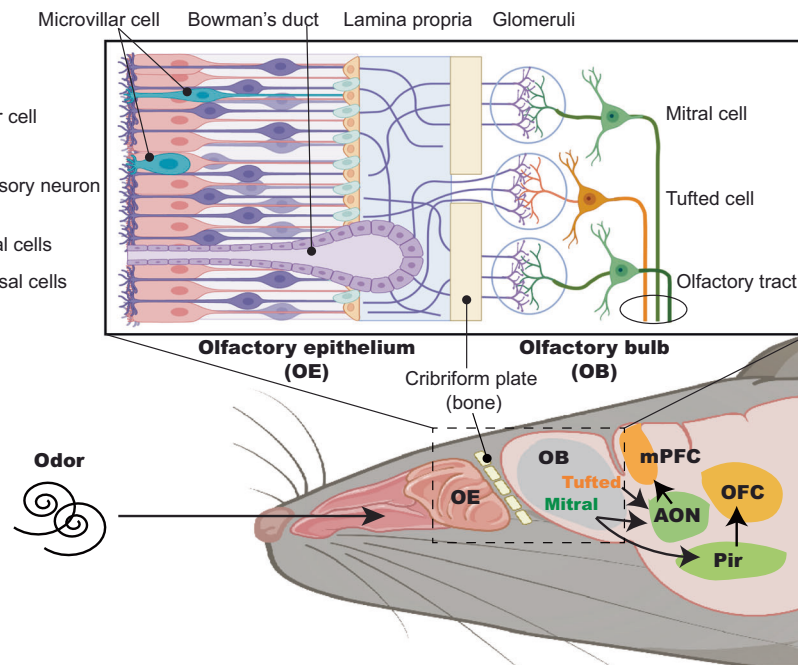 Microvillar cell
Bowman's duct
Lamina propria
Glomeruli
r cell
Mitral cell
sory neuron
Tufted cell
al cells
sal cells
Olfactory tract
Olfactory epithelium
(OE)
Olfactory bulb
(OB)
Cribriform plate
(bone)
Odor
OB
mPFC
Tufted
OE
OFC
Mitral
AON
Pir